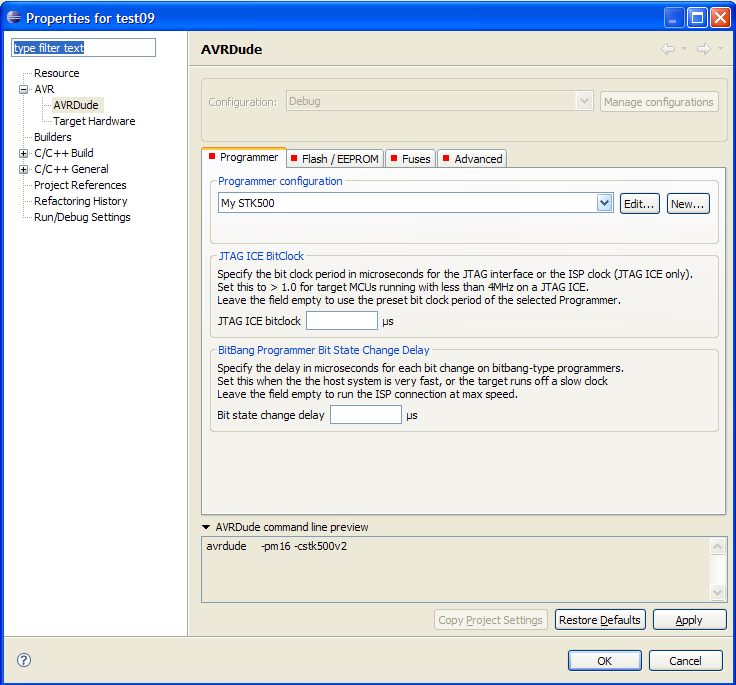 Properties for test09
type filter text
Resource
AVR
AVRDude
Target Hardware
Builders
C/C++ Build
C/C++ General
Project References
Refactoring History
Run/Debug Settings
AVRDude
Configuration: Debug Manage configurations
Programmer Flash / EEPROM Fuses Advanced
Programmer configuration
My STK500 Edit... New...
JTAG ICE BitClock
Specify the bit clock period in microseconds for the JTAG interface or the ISP clock (JTAG ICE only).
Set this to > 1.0 for target MCUs running with less than 4MHz on a JTAG ICE.
Leave the field empty to use the preset bit clock period of the selected Programmer.
JTAG ICE bitclock µs
BitBang Programmer Bit State Change Delay
Specify the delay in microseconds for each bit change on bitbang-type programmers.
Set this when the the host system is very fast, or the target runs off a slow clock
Leave the field empty to run the ISP connection at max speed.
Bit state change delay µs
AVRDude command line preview
avrdude -pm16 -cstk500v2
Copy Project Settings Restore Defaults Apply
? OK Cancel